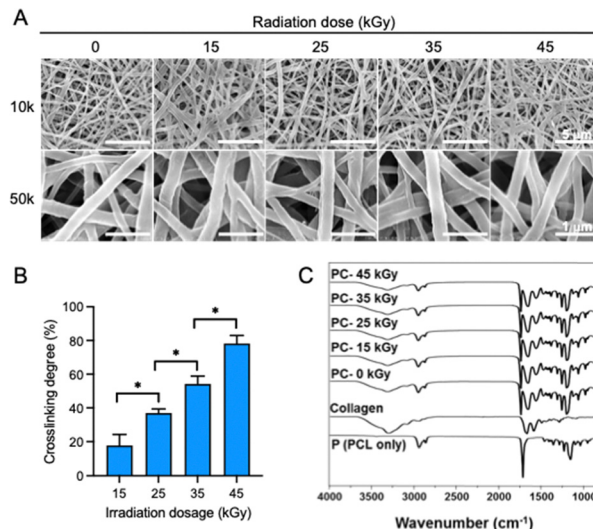 A
Radiation dose (kGy)
0 15 25 35 45
10k
5 µm
50k
1 µm
B
Crosslinking degree (%)
100
80
60
40
20
0
* * *
15 25 35 45
Irradiation dosage (kGy)
C
PC- 45 kGy
PC- 35 kGy
PC- 25 kGy
PC- 15 kGy
PC- 0 kGy
Collagen
P (PCL only)
4000 3500 3000 2500 2000 1500 1000
Wavenumber (cm⁻¹)